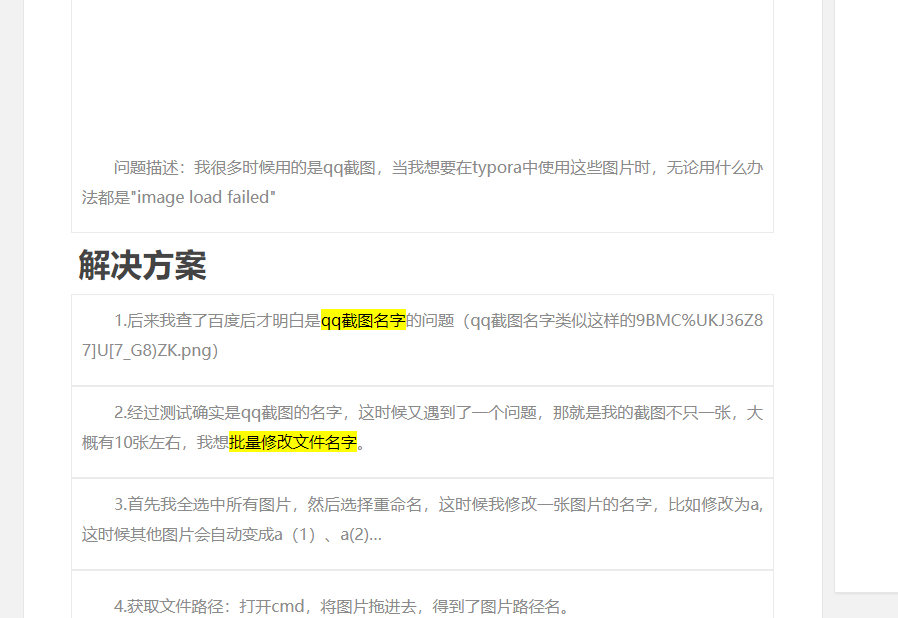 问题描述：我很多时候用的是qq截图，当我想要在typora中使用这些图片时，无论用什么办
法都是"image load failed"
解决方案
1.后来我查了百度后才明白是qq截图名字的问题（qq截图名字类似这样的9BMC%UKJ36Z8
7]U[7_G8)ZK.png）
2.经过测试确实是qq截图的名字，这时候又遇到了一个问题，那就是我的截图不只一张，大
概有10张左右，我想批量修改文件名字。
3.首先我全选中所有图片，然后选择重命名，这时候我修改一张图片的名字，比如修改为a,
这时候其他图片会自动变成a（1）、a(2)...
4.获取文件路径：打开cmd，将图片拖进去，得到了图片路径名。